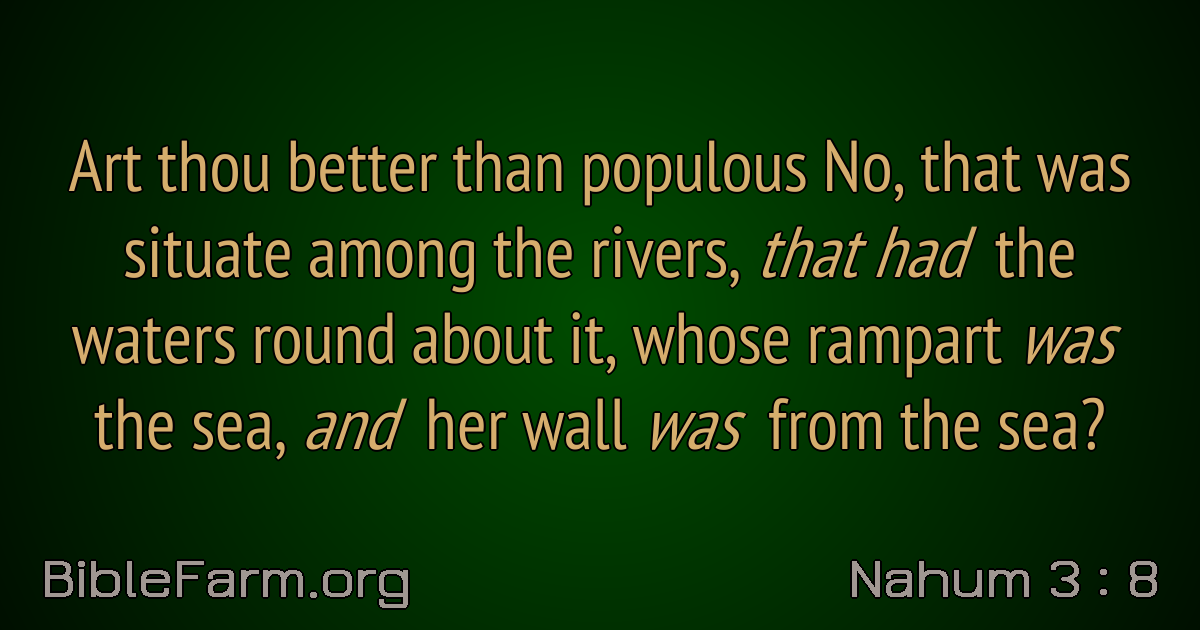 Art thou better than populous No, that was
situate among the rivers, that had the
waters round about it, whose rampart was
the sea, and her wall was from the sea?
BibleFarm.org
Nahum 3 : 8